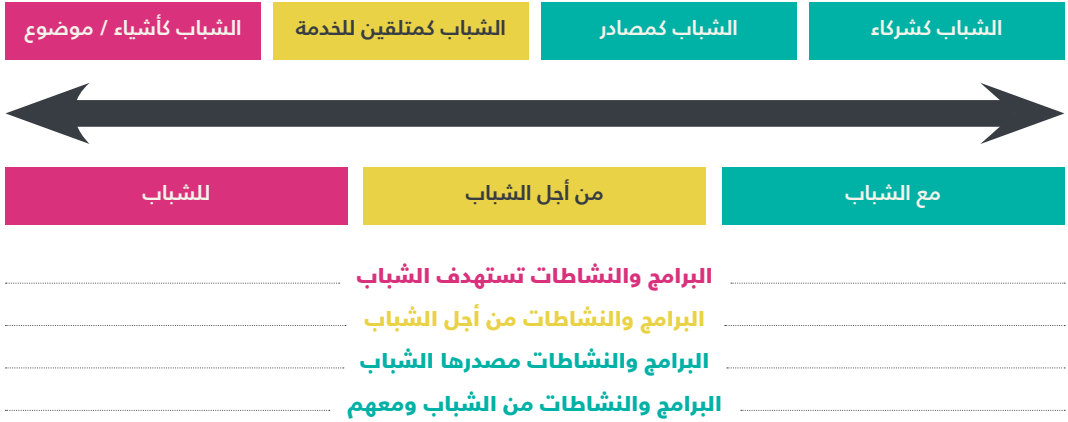 الشباب كشركاء
الشباب كمصادر
الشباب كمتلقين للخدمة
الشباب كأشياء / موضوع
مع الشباب
من أجل الشباب
للشباب
البرامج والنشاطات تستهدف الشباب
البرامج والنشاطات من أجل الشباب
البرامج والنشاطات مصدرها الشباب
البرامج والنشاطات من الشباب ومعهم